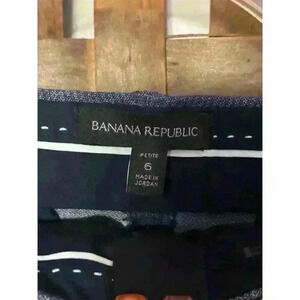 BANANA REPUBLIC
PETITE
6
MADE IN
JORDAN